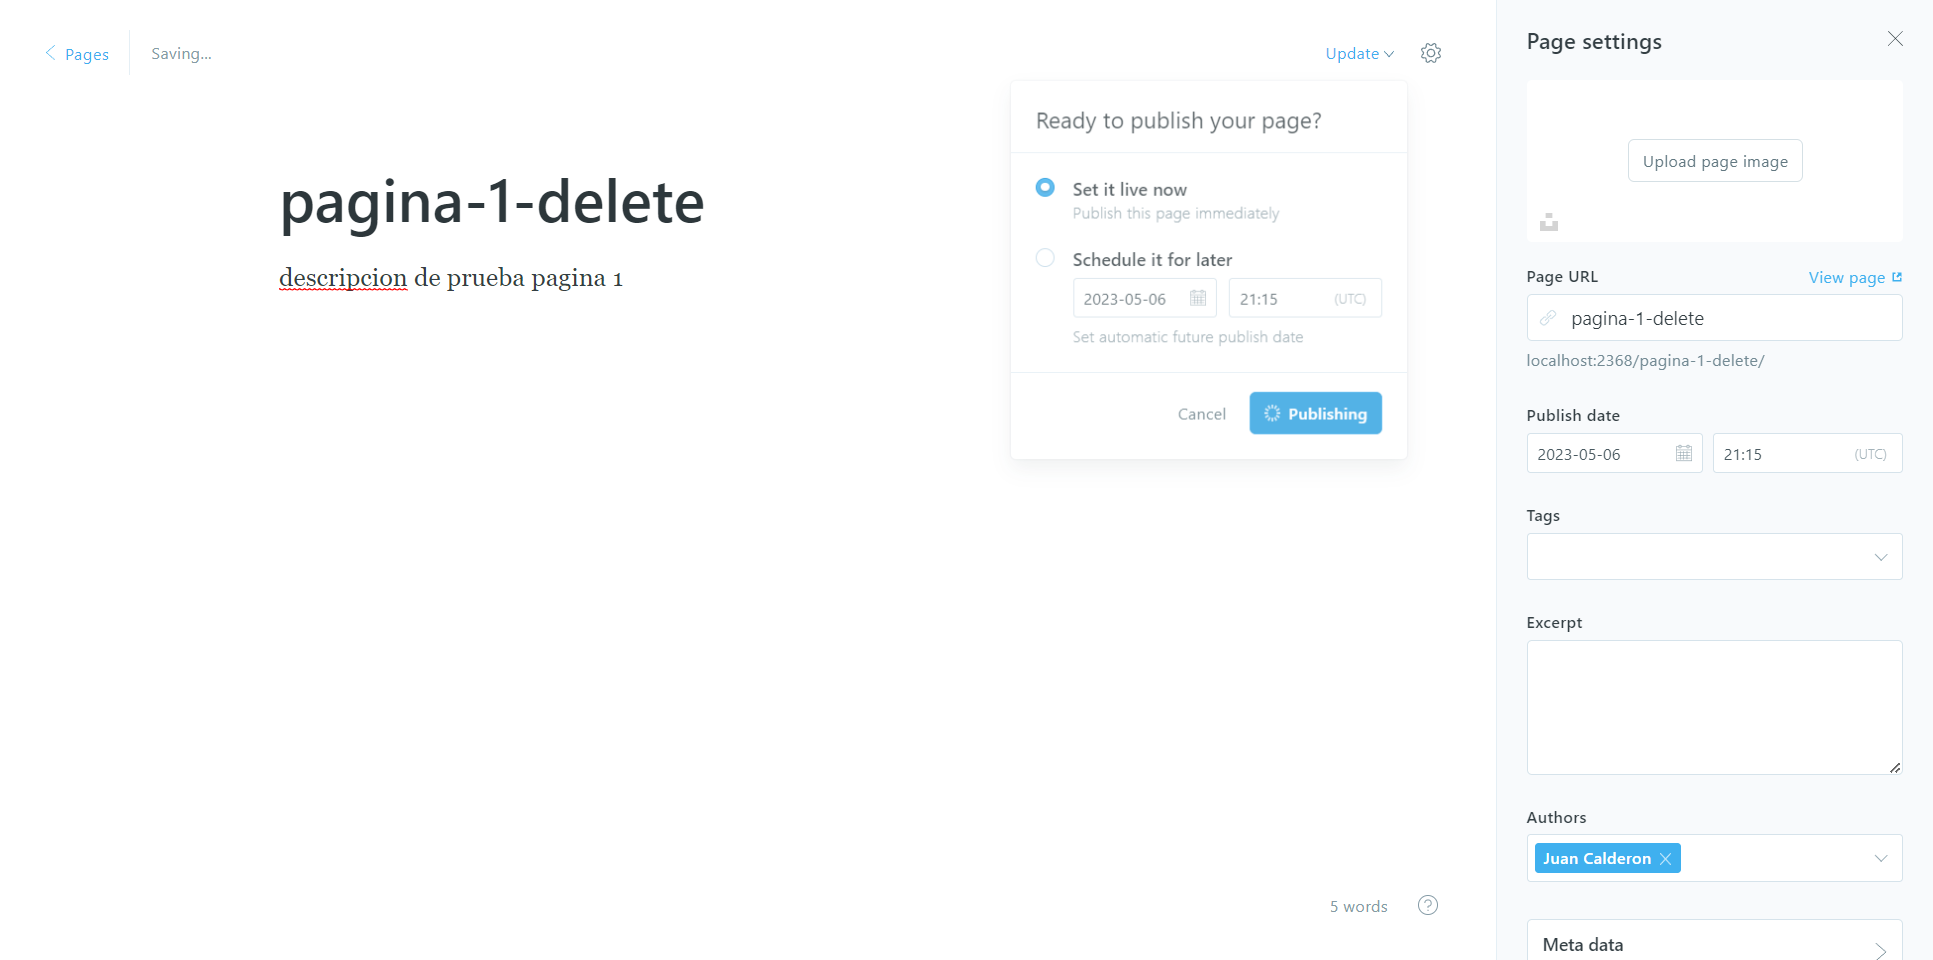 Pages
Saving...
Update
pagina-1-delete
descripcion de prueba pagina 1
Ready to publish your page?
Set it live now
Publish this page immediately
Schedule it for later
2023-05-06
21:15 (UTC)
Set automatic future publish date
Cancel
Publishing
5 words
Page settings
Upload page image
Page URL
View page
pagina-1-delete
localhost:2368/pagina-1-delete/
Publish date
2023-05-06
21:15 (UTC)
Tags
Excerpt
Authors
Juan Calderon
Meta data